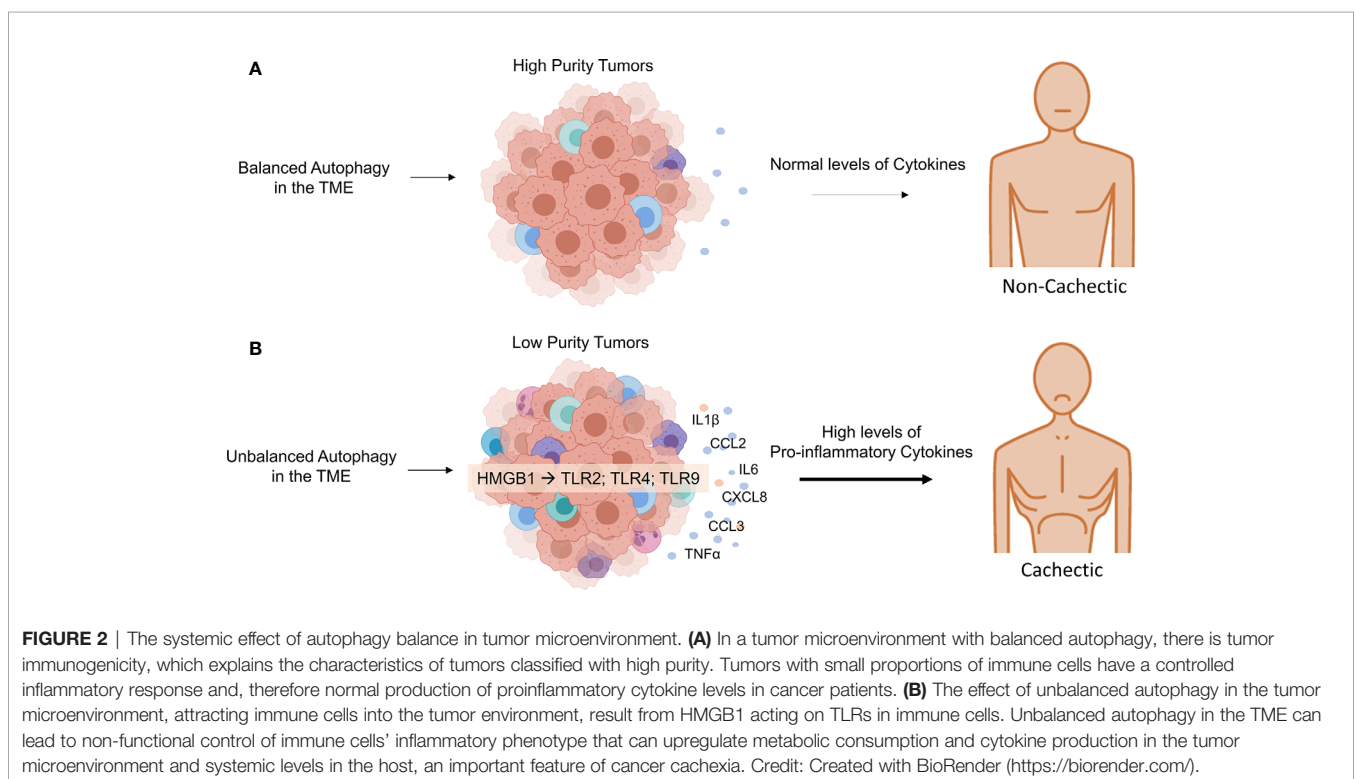 A
High Purity Tumors
Balanced Autophagy
in the TME
Normal levels of Cytokines
Non-Cachectic
B
Low Purity Tumors
Unbalanced Autophagy
in the TME
HMGB1 → TLR2; TLR4; TLR9
IL1β
CCL2
IL6
CXCL8
CCL3
TNFα
High levels of
Pro-inflammatory Cytokines
Cachectic
FIGURE 2 | The systemic effect of autophagy balance in tumor microenvironment. (A) In a tumor microenvironment with balanced autophagy, there is tumor
immunogenicity, which explains the characteristics of tumors classified with high purity. Tumors with small proportions of immune cells have a controlled
inflammatory response and, therefore normal production of proinflammatory cytokine levels in cancer patients. (B) The effect of unbalanced autophagy in the tumor
microenvironment, attracting immune cells into the tumor environment, result from HMGB1 acting on TLRs in immune cells. Unbalanced autophagy in the TME can
lead to non-functional control of immune cells' inflammatory phenotype that can upregulate metabolic consumption and cytokine production in the tumor
microenvironment and systemic levels in the host, an important feature of cancer cachexia. Credit: Created with BioRender (https://biorender.com/).